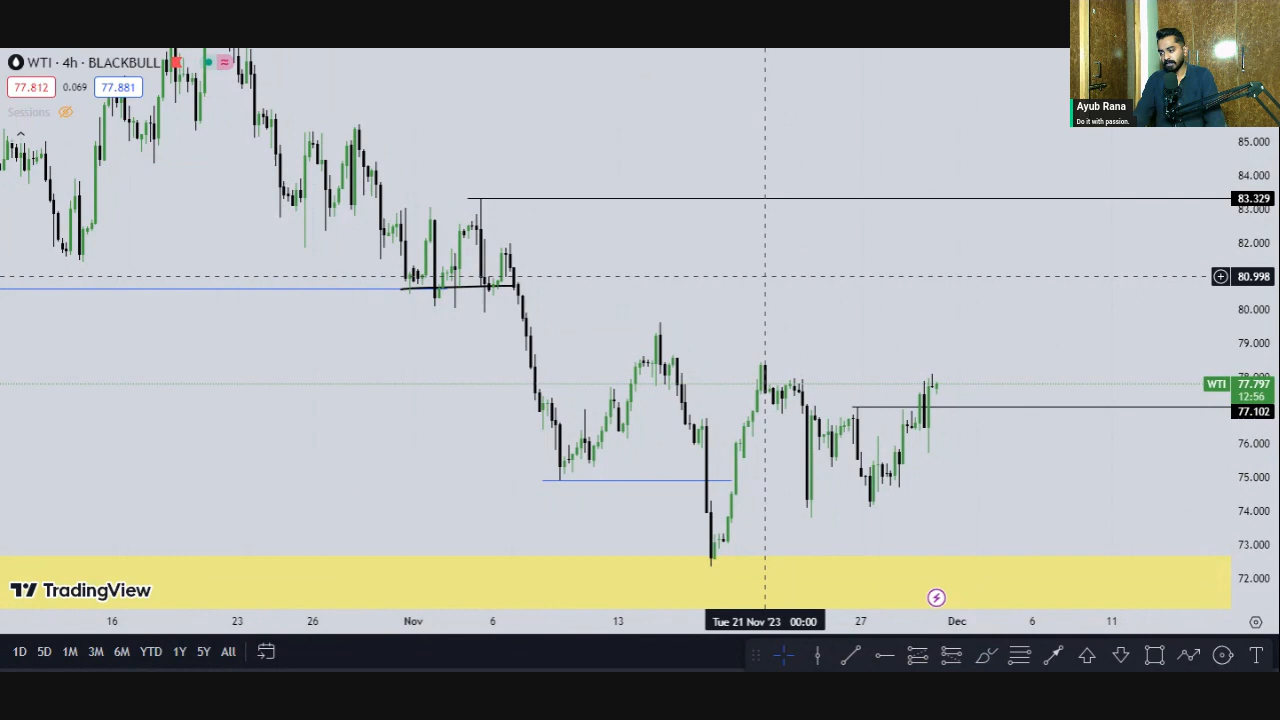 WTI · 4h · BLACKBULL
77.812 0.069 77.881
Sessions
Ayub Rana
Do it with passion.
85.000
84.000
83.329
83.000
82.000
80.998
80.000
79.000
78.000
WTI 77.797
12:56
77.102
76.000
75.000
74.000
73.000
72.000
TradingView
16 23 26 Nov 6 13 Tue 21 Nov '23 00:00 27 Dec 6 11
1D 5D 1M 3M 6M YTD 1Y 5Y All
T